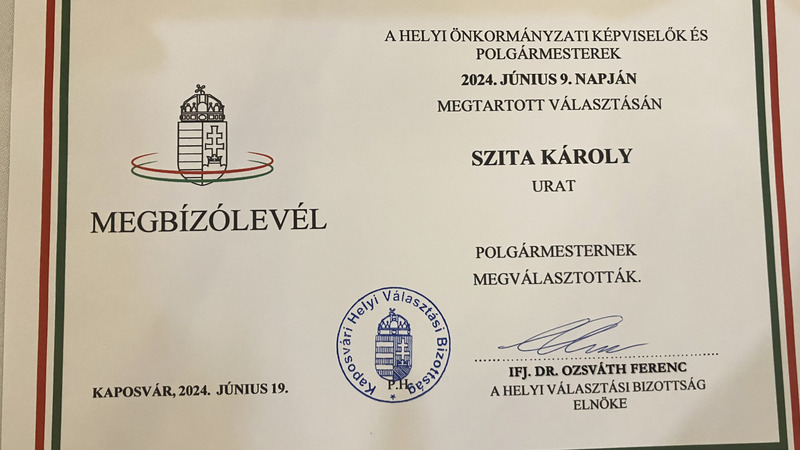 A HELYI ÖNKORMÁNYZATI KÉPVISELŐK ÉS
POLGÁRMESTEREK
2024. JÚNIUS 9. NAPJÁN
MEGTARTOTT VÁLASZTÁSÁN
SZITA KÁROLY
URAT
MEGBÍZÓLEVÉL
POLGÁRMESTERNEK
MEGVÁLASZTOTTÁK.
Kaposvári Helyi Választási Bizottság
P.H.
KAPOSVÁR, 2024. JÚNIUS 19.
IFJ. DR. OZSVÁTH FERENC
A HELYI VÁLASZTÁSI BIZOTTSÁG
ELNÖKE